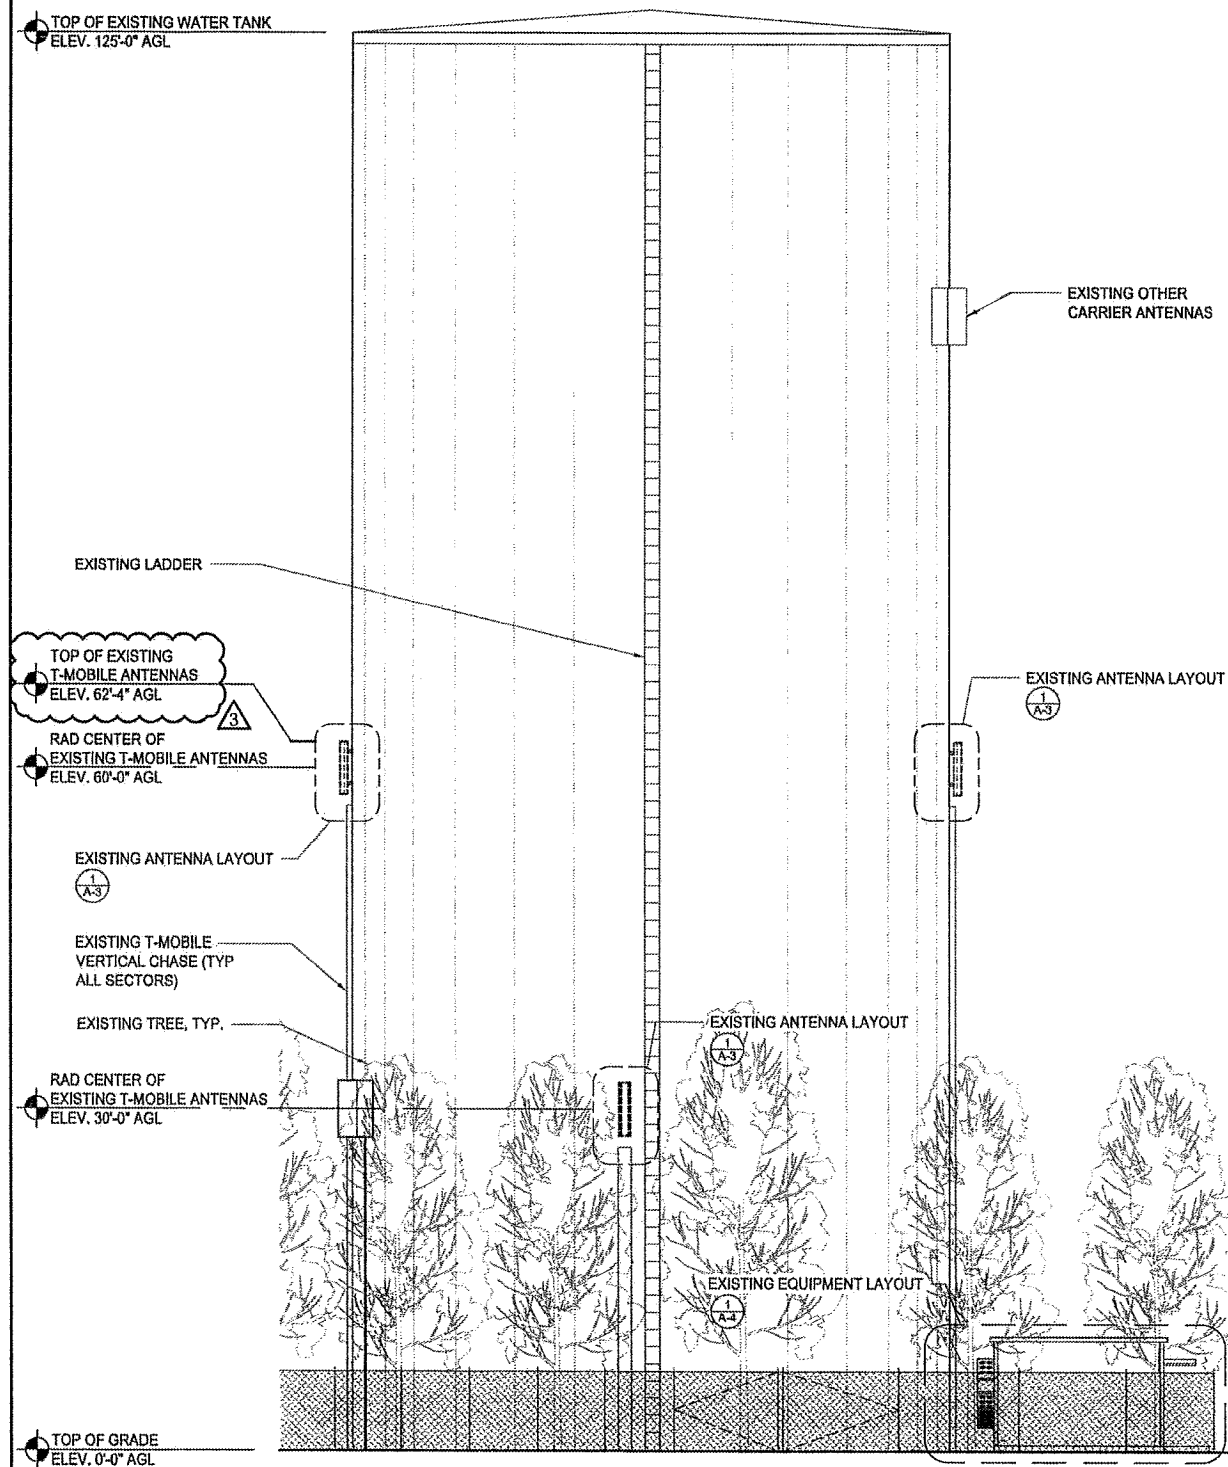 TOP OF EXISTING WATER TANK
ELEV. 125'-0" AGL
EXISTING OTHER
CARRIER ANTENNAS
EXISTING LADDER
TOP OF EXISTING
T-MOBILE ANTENNAS
ELEV. 62'-4" AGL
3
EXISTING ANTENNA LAYOUT
1
A-3
RAD CENTER OF
EXISTING T-MOBILE ANTENNAS
ELEV. 60'-0" AGL
EXISTING ANTENNA LAYOUT
1
A-3
EXISTING T-MOBILE
VERTICAL CHASE (TYP
ALL SECTORS)
EXISTING TREE, TYP.
EXISTING ANTENNA LAYOUT
1
A-3
RAD CENTER OF
EXISTING T-MOBILE ANTENNAS
ELEV. 30'-0" AGL
EXISTING EQUIPMENT LAYOUT
1
A-4
TOP OF GRADE
ELEV. 0'-0" AGL